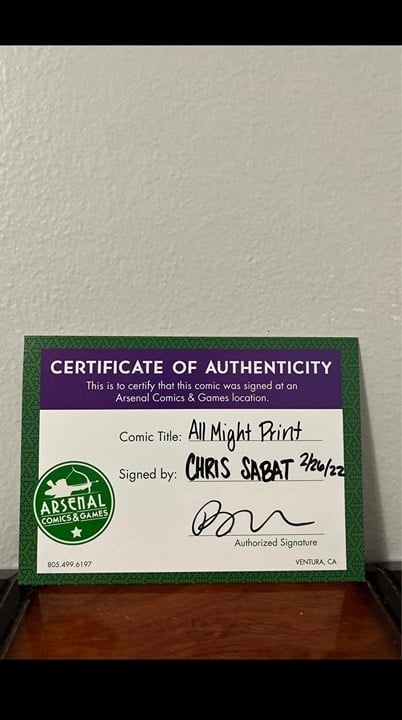 CERTIFICATE OF AUTHENTICITY
This is to certify that this comic was signed at an
Arsenal Comics & Games location.
Comic Title: All Might Print
Signed by: CHRIS SABAT 2/26/22
ARSENAL
COMICS & GAMES
Authorized Signature
805.499.6197
VENTURA, CA